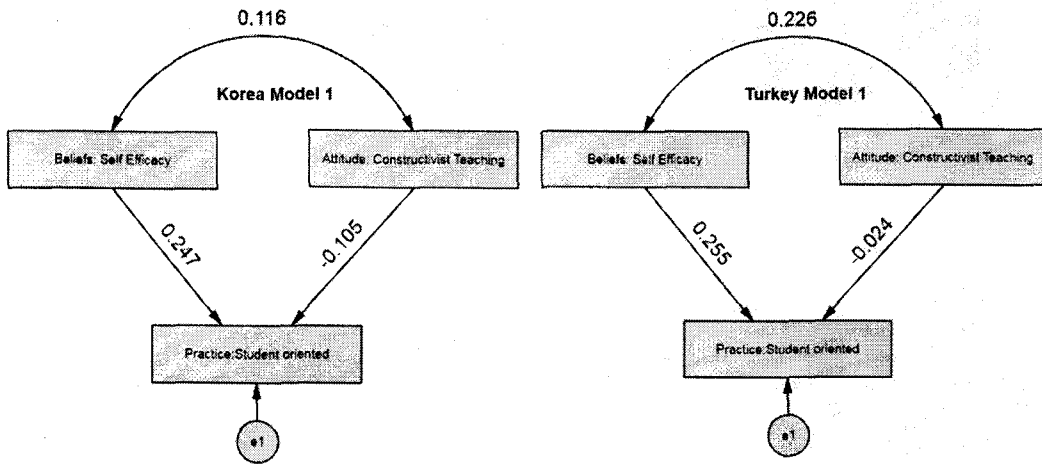 0.116
Korea Model 1
Beliefs: Self Efficacy
Attitude: Constructivist Teaching
0.247
-0.105
Practice:Student oriented
e1
0.226
Turkey Model 1
Beliefs: Self Efficacy
Attitude: Constructivist Teaching
0.255
-0.024
Practice:Student oriented
e1